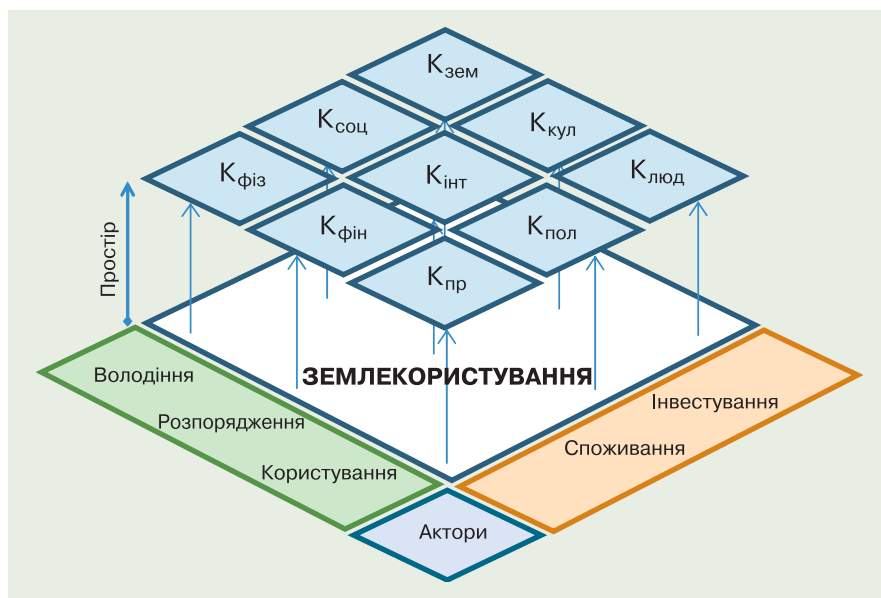 Кзем
Ксоц
Ккул
Кфіз
Кінт
Клюд
Кфін
Кпол
Кпр
Простір
ЗЕМЛЕКОРИСТУВАННЯ
Володіння
Розпорядження
Користування
Інвестування
Споживання
Актори